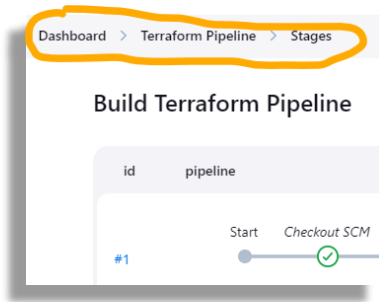 Dashboard > Terraform Pipeline > Stages
Build Terraform Pipeline
id pipeline
Start Checkout SCM
#1